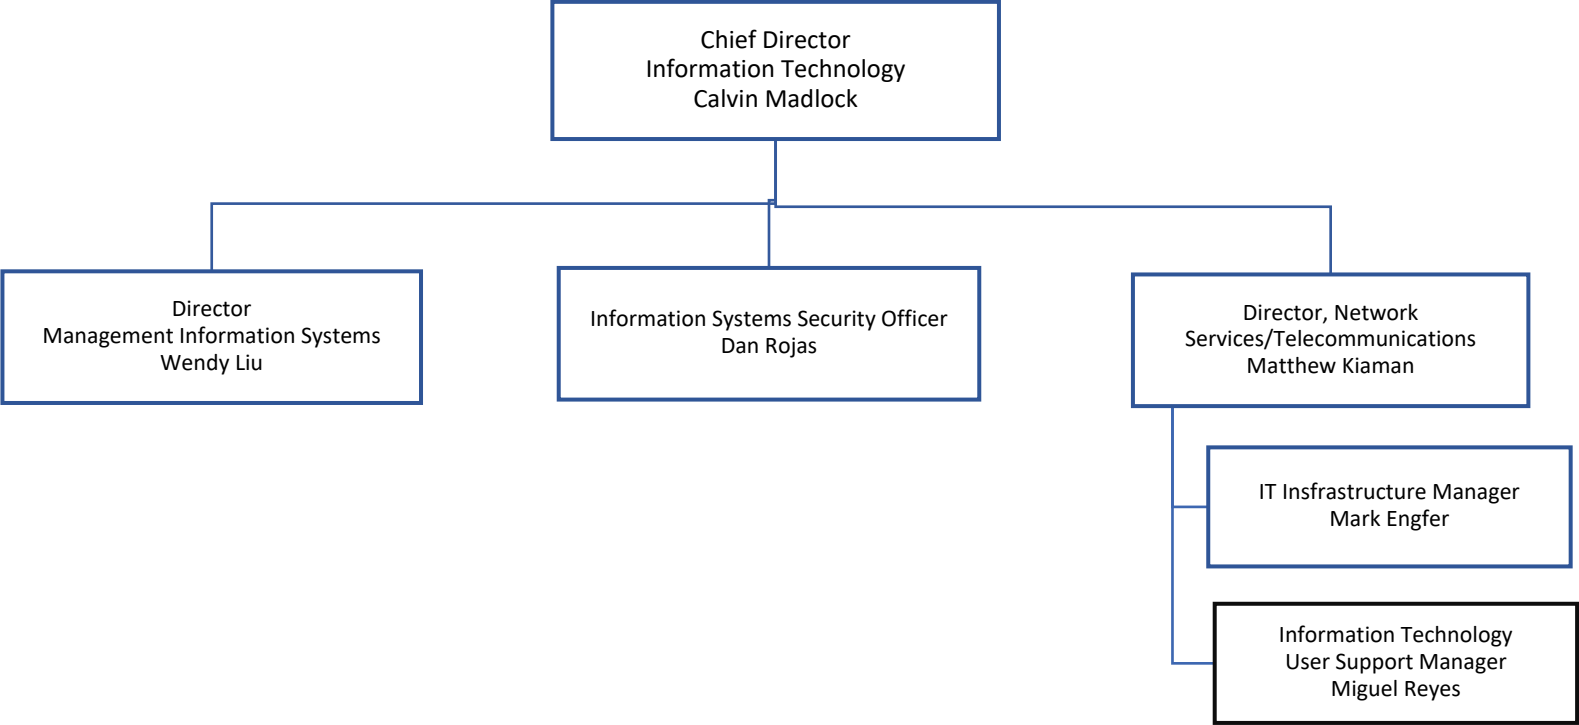 Chief Director
Information Technology
Calvin Madlock
Director
Management Information Systems
Wendy Liu
Information Systems Security Officer
Dan Rojas
Director, Network
Services/Telecommunications
Matthew Kiaman
IT Insfrastructure Manager
Mark Engfer
Information Technology
User Support Manager
Miguel Reyes